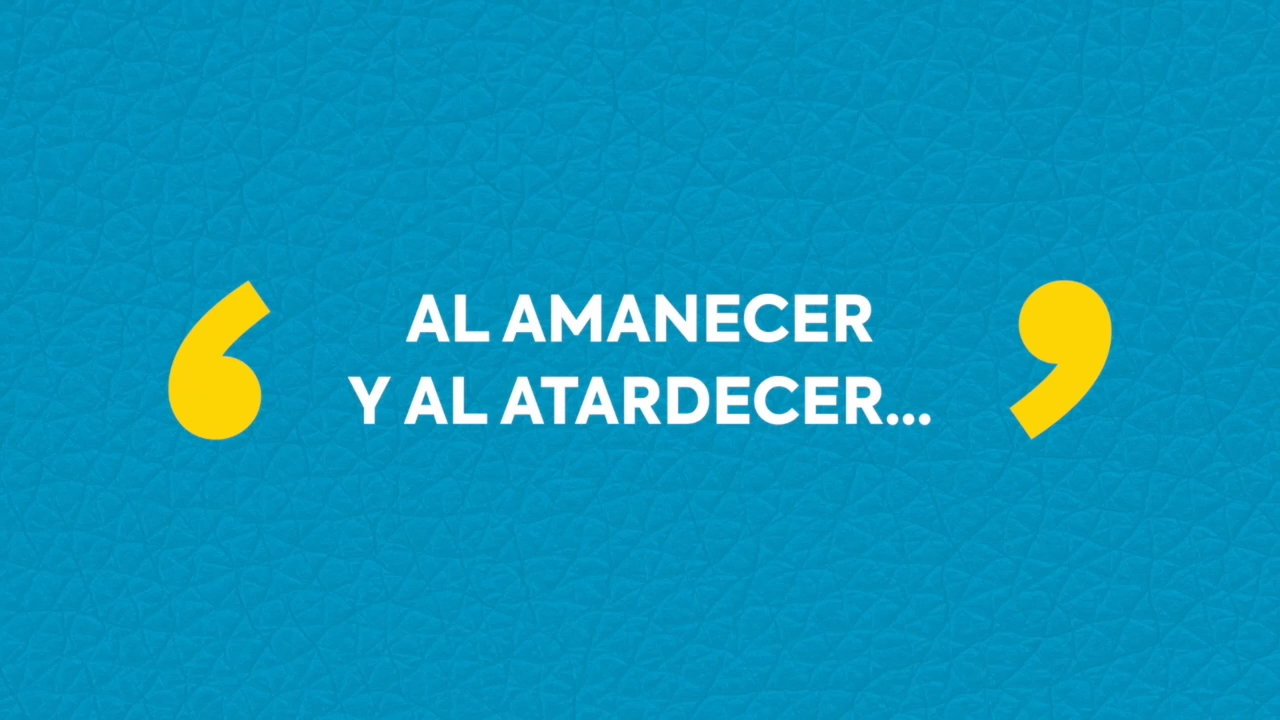 ‘ AL AMANECER
Y AL ATARDECER... ’